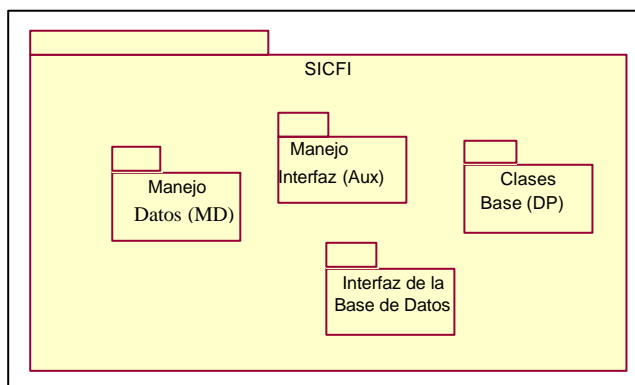 SICFI
Manejo
Datos (MD)
Manejo
Interfaz (Aux)
Clases
Base (DP)
Interfaz de la
Base de Datos